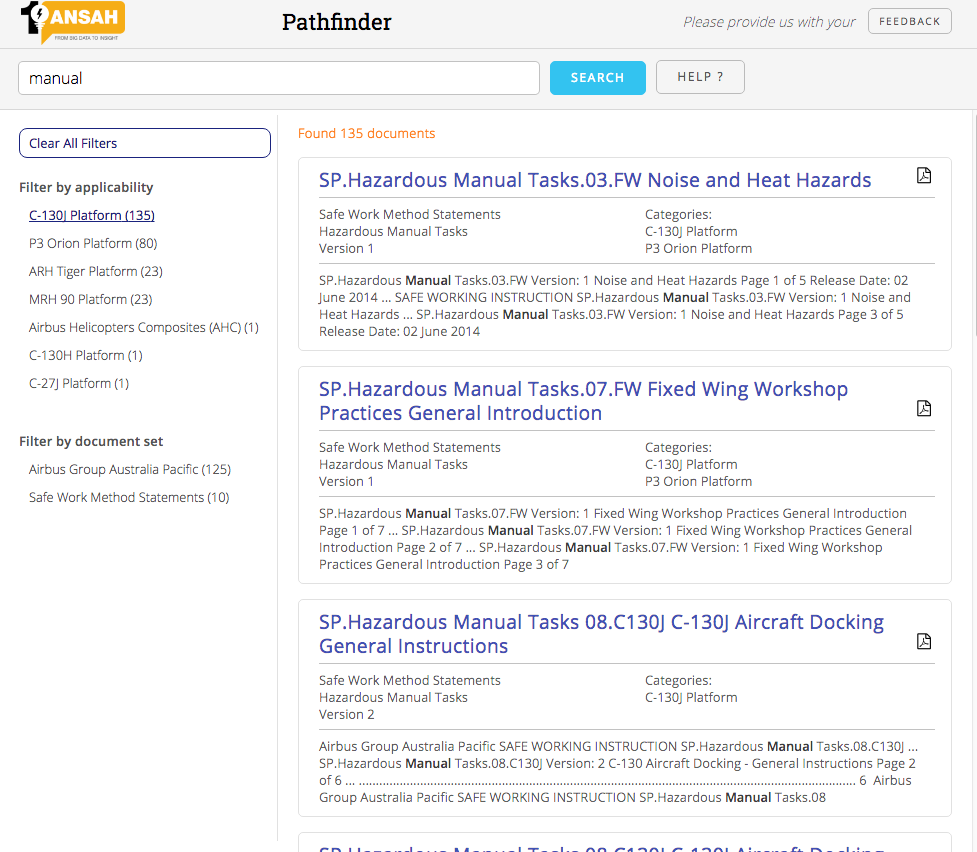 1ANSAH
FROM BIG DATA TO INSIGHT
Pathfinder
Please provide us with your
FEEDBACK
manual
SEARCH
HELP ?
Clear All Filters
Filter by applicability
C-130J Platform (135)
P3 Orion Platform (80)
ARH Tiger Platform (23)
MRH 90 Platform (23)
Airbus Helicopters Composites (AHC) (1)
C-130H Platform (1)
C-27J Platform (1)
Filter by document set
Airbus Group Australia Pacific (125)
Safe Work Method Statements (10)
Found 135 documents
SP.Hazardous Manual Tasks.03.FW Noise and Heat Hazards
Safe Work Method Statements
Hazardous Manual Tasks
Version 1
Categories:
C-130J Platform
P3 Orion Platform
SP.Hazardous Manual Tasks.03.FW Version: 1 Noise and Heat Hazards Page 1 of 5 Release Date: 02
June 2014 ... SAFE WORKING INSTRUCTION SP.Hazardous Manual Tasks.03.FW Version: 1 Noise and
Heat Hazards ... SP.Hazardous Manual Tasks.03.FW Version: 1 Noise and Heat Hazards Page 3 of 5
Release Date: 02 June 2014
SP.Hazardous Manual Tasks.07.FW Fixed Wing Workshop
Practices General Introduction
Safe Work Method Statements
Hazardous Manual Tasks
Version 1
Categories:
C-130J Platform
P3 Orion Platform
SP.Hazardous Manual Tasks.07.FW Version: 1 Fixed Wing Workshop Practices General Introduction
Page 1 of 7 ... SP.Hazardous Manual Tasks.07.FW Version: 1 Fixed Wing Workshop Practices General
Introduction Page 2 of 7 ... SP.Hazardous Manual Tasks.07.FW Version: 1 Fixed Wing Workshop
Practices General Introduction Page 3 of 7
SP.Hazardous Manual Tasks 08.C130J C-130J Aircraft Docking
General Instructions
Safe Work Method Statements
Hazardous Manual Tasks
Version 2
Categories:
C-130J Platform
Airbus Group Australia Pacific SAFE WORKING INSTRUCTION SP.Hazardous Manual Tasks.08.C130J ...
SP.Hazardous Manual Tasks.08.C130J Version: 2 C-130 Aircraft Docking - General Instructions Page 2
of 6 ... ................................................................................................................................ 6 Airbus
Group Australia Pacific SAFE WORKING INSTRUCTION SP.Hazardous Manual Tasks.08
SP.Hazardous Manual Tasks 08.C130J C-130J Aircraft Docking